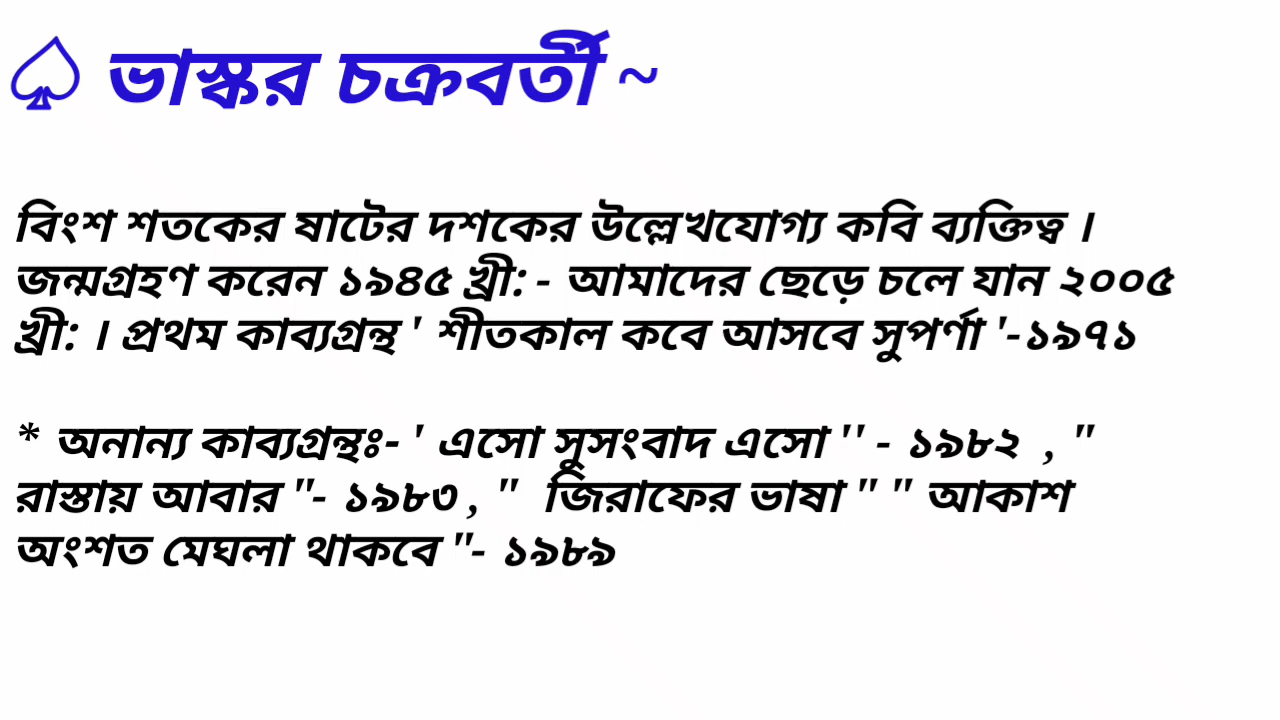 ♤ ভাস্কর চক্রবর্তী ~
বিংশ শতকের ষাটের দশকের উল্লেখযোগ্য কবি ব্যক্তিত্ব ।
জন্মগ্রহণ করেন ১৯৪৫ খ্রী: - আমাদের ছেড়ে চলে যান ২০০৫
খ্রী: । প্রথম কাব্যগ্রন্থ ' শীতকাল কবে আসবে সুপর্ণা '-১৯৭১
* অনান্য কাব্যগ্রন্থঃ- ' এসো সুসংবাদ এসো '' - ১৯৮২ , "
রাস্তায় আবার "- ১৯৮৩ , " জিরাফের ভাষা " " আকাশ
অংশত মেঘলা থাকবে "- ১৯৮৯